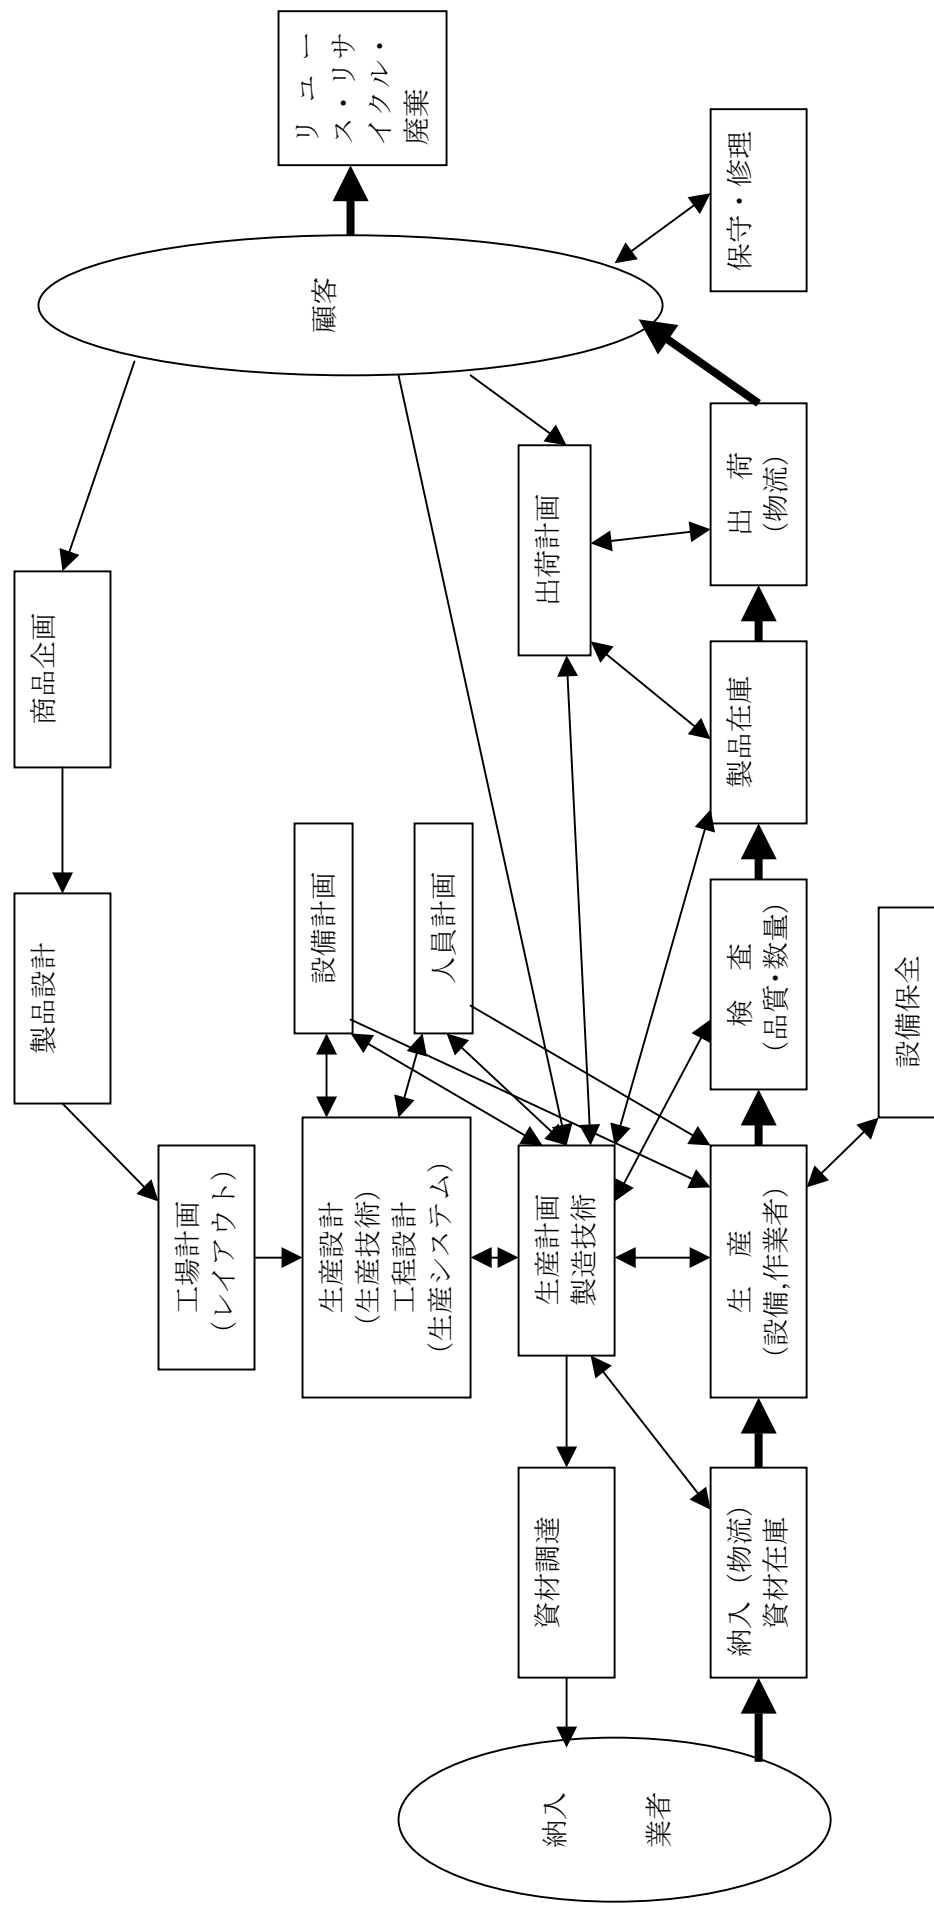 リ ユ ー
ス・リサ
イクル・
廃棄
顧客
保守・修理
商品企画
出荷計画
出　荷
(物流)
製品在庫
製品設計
設備計画
人員計画
検　査
(品質・数量)
設備保全
工場計画
(レイアウト)
生産設計
(生産技術)
工程設計
(生産システム)
生産計画
製造技術
生　産
(設備,作業者)
資材調達
納入（物流）
資材在庫
納入
業者